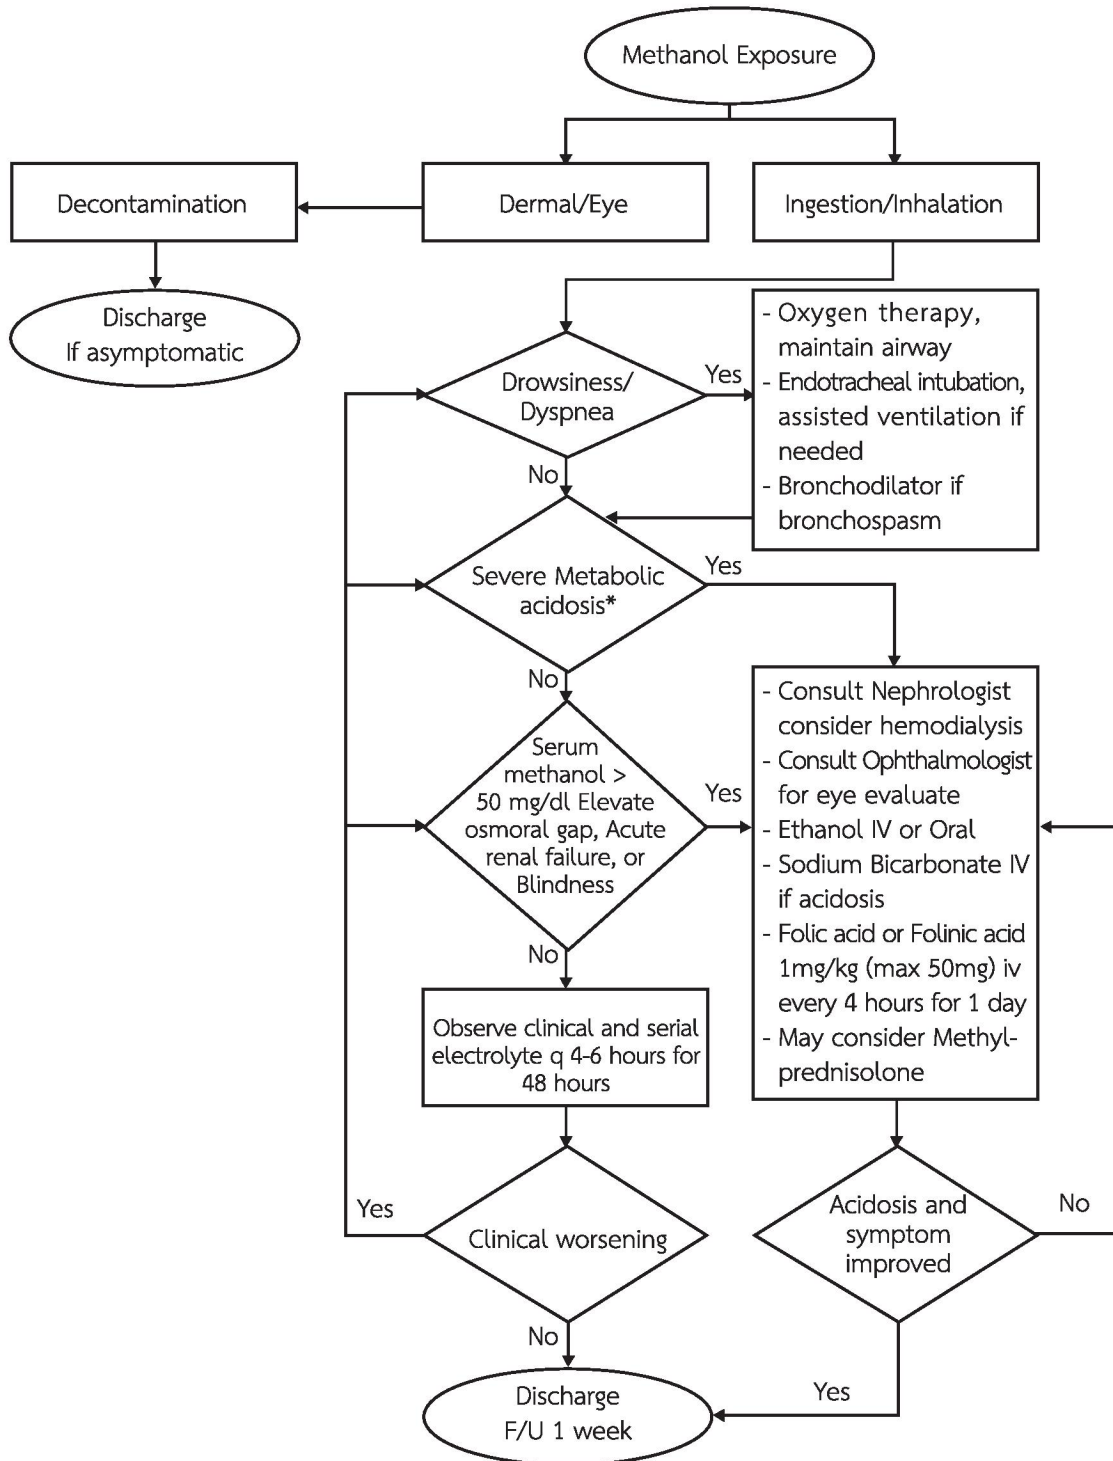 Methanol Exposure
Decontamination
Dermal/Eye
Ingestion/Inhalation
Discharge
If asymptomatic
Drowsiness/
Dyspnea
Yes
- Oxygen therapy,
maintain airway
- Endotracheal intubation,
assisted ventilation if
needed
- Bronchodilator if
bronchospasm
No
Severe Metabolic
acidosis*
Yes
No
Serum
methanol >
50 mg/dl Elevate
osmoral gap, Acute
renal failure, or
Blindness
Yes
- Consult Nephrologist
consider hemodialysis
- Consult Ophthalmologist
for eye evaluate
- Ethanol IV or Oral
- Sodium Bicarbonate IV
if acidosis
- Folic acid or Folinic acid
1mg/kg (max 50mg) iv
every 4 hours for 1 day
- May consider Methyl-
prednisolone
No
Observe clinical and serial
electrolyte q 4-6 hours for
48 hours
Yes
Clinical worsening
Acidosis and
symptom
improved
No
No
Yes
Discharge
F/U 1 week